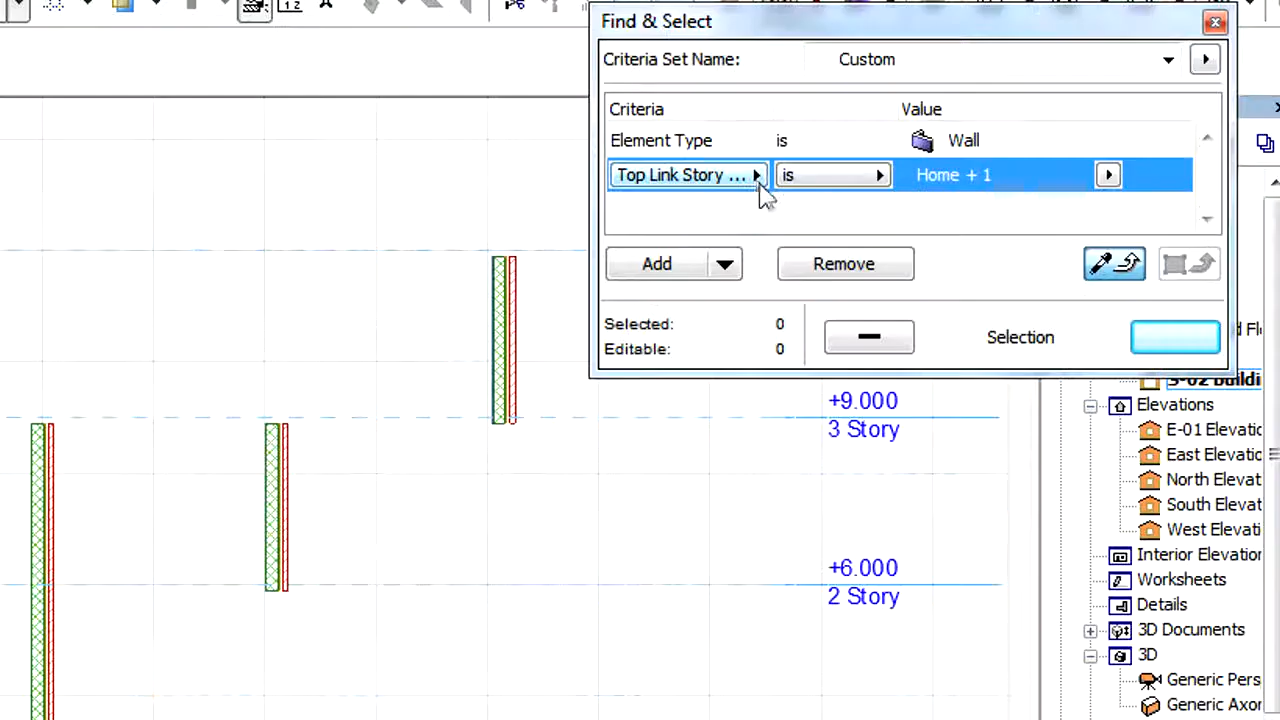 Find & Select
Criteria Set Name: Custom
Criteria Value
Element Type is Wall
Top Link Story ... is Home + 1
Add Remove
Selected: 0
Editable: 0
Selection
+9.000
3 Story
+6.000
2 Story
S-02 Buildi
Elevations
E-01 Elevatic
East Elevatic
North Elevat
South Elevat
West Elevati
Interior Elevation
Worksheets
Details
3D Documents
3D
Generic Pers
Generic Axor